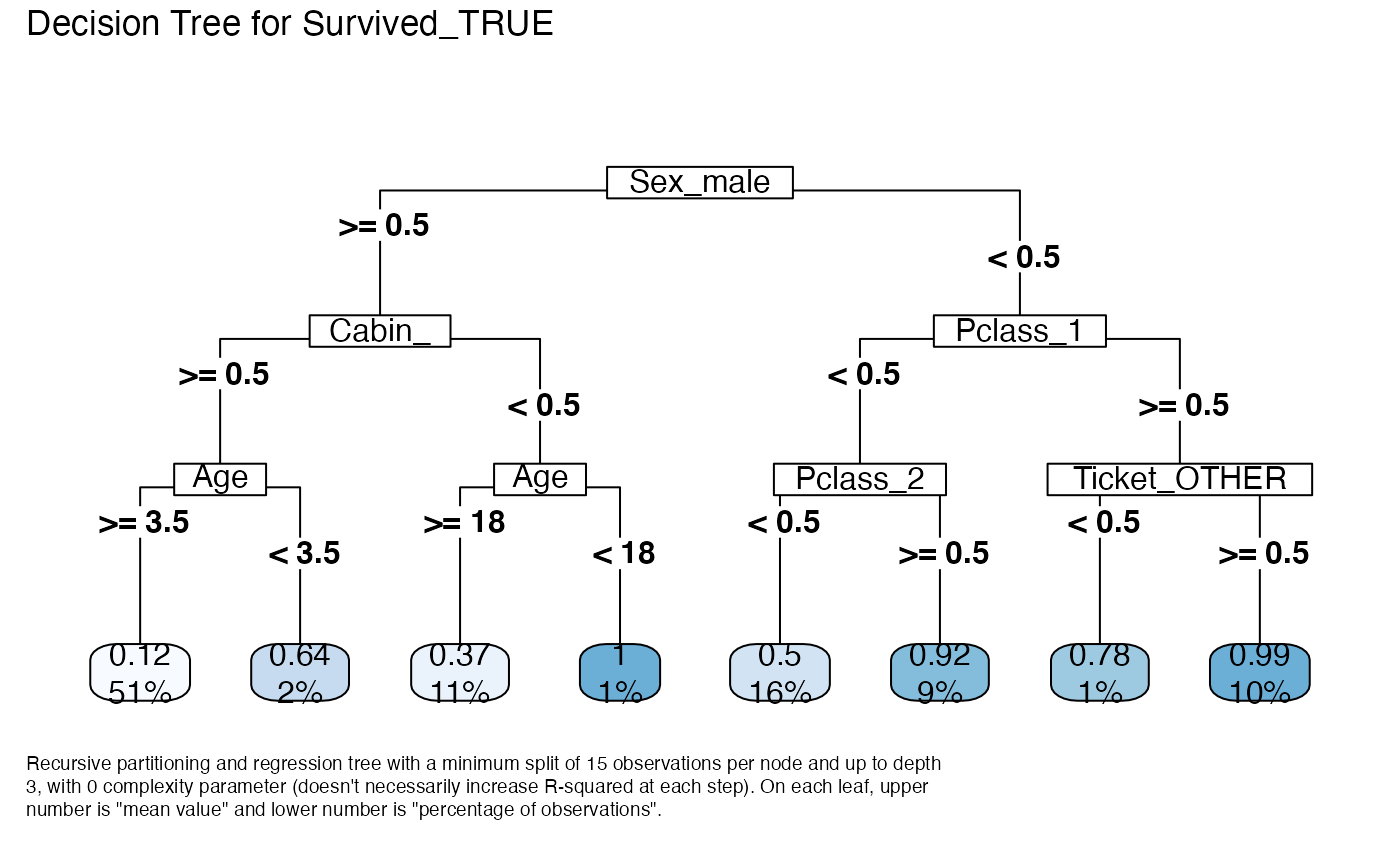 Decision Tree for Survived_TRUE
Sex_male
>= 0.5
< 0.5
Cabin_
Pclass_1
>= 0.5
< 0.5
< 0.5
>= 0.5
Age
Age
Pclass_2
Ticket_OTHER
>= 3.5
< 3.5
>= 18
< 18
< 0.5
>= 0.5
< 0.5
>= 0.5
0.12
51%
0.64
2%
0.37
11%
1
1%
0.5
16%
0.92
9%
0.78
1%
0.99
10%
Recursive partitioning and regression tree with a minimum split of 15 observations per node and up to depth
3, with 0 complexity parameter (doesn't necessarily increase R-squared at each step). On each leaf, upper
number is "mean value" and lower number is "percentage of observations".